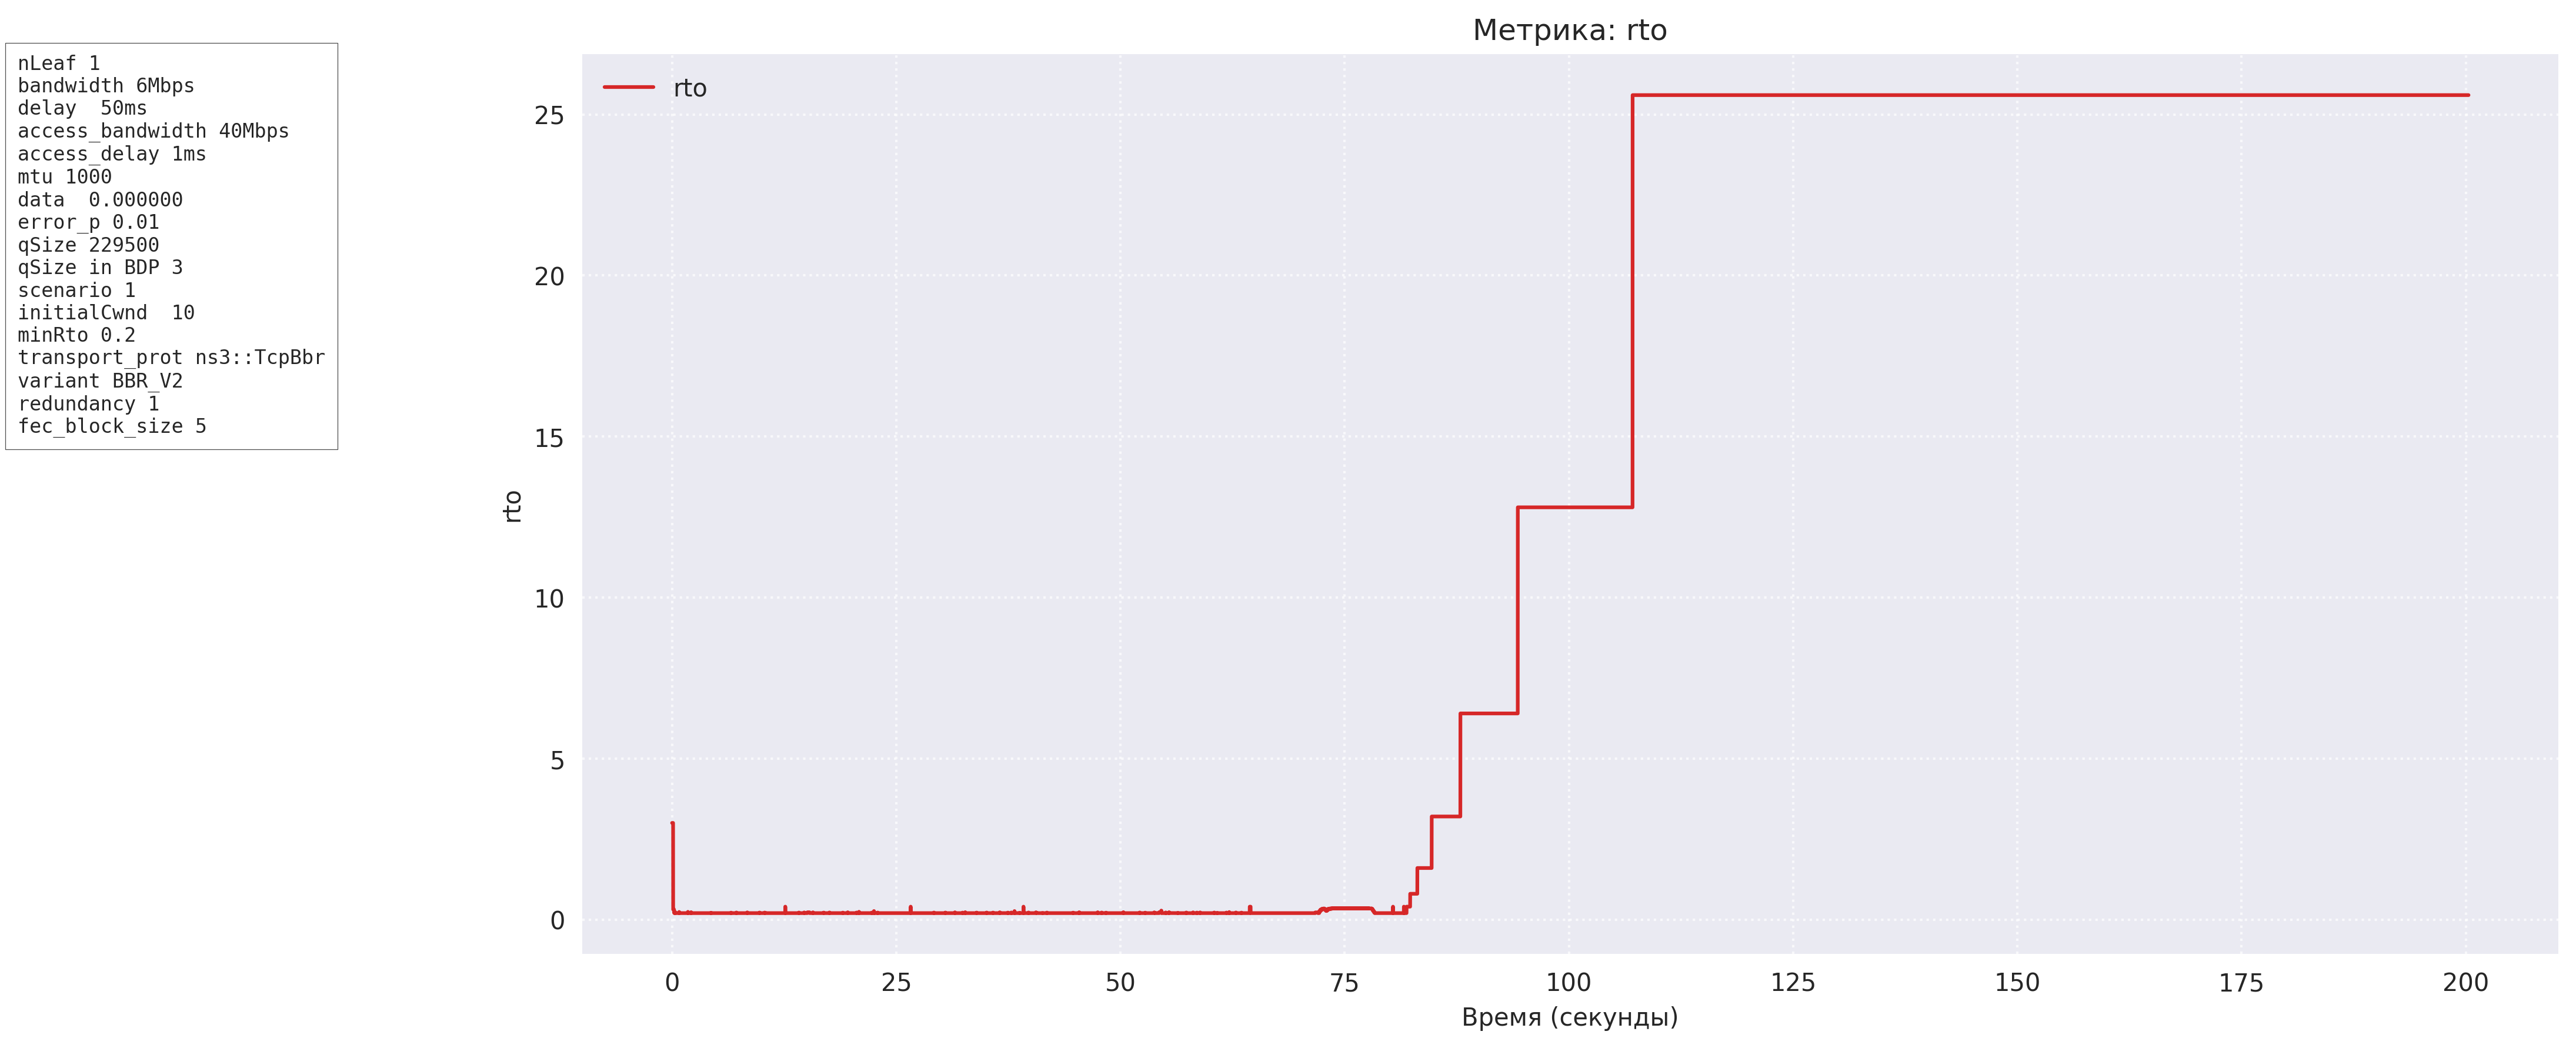 Метрика: rto
nLeaf 1
bandwidth 6Mbps
delay  50ms
access_bandwidth 40Mbps
access_delay 1ms
mtu 1000
data  0.000000
error_p 0.01
qSize 229500
qSize in BDP 3
scenario 1
initialCwnd  10
minRto 0.2
transport_prot ns3::TcpBbr
variant BBR_V2
redundancy 1
fec_block_size 5
rto
25
20
15
10
5
0
rto
0 25 50 75 100 125 150 175 200
Время (секунды)